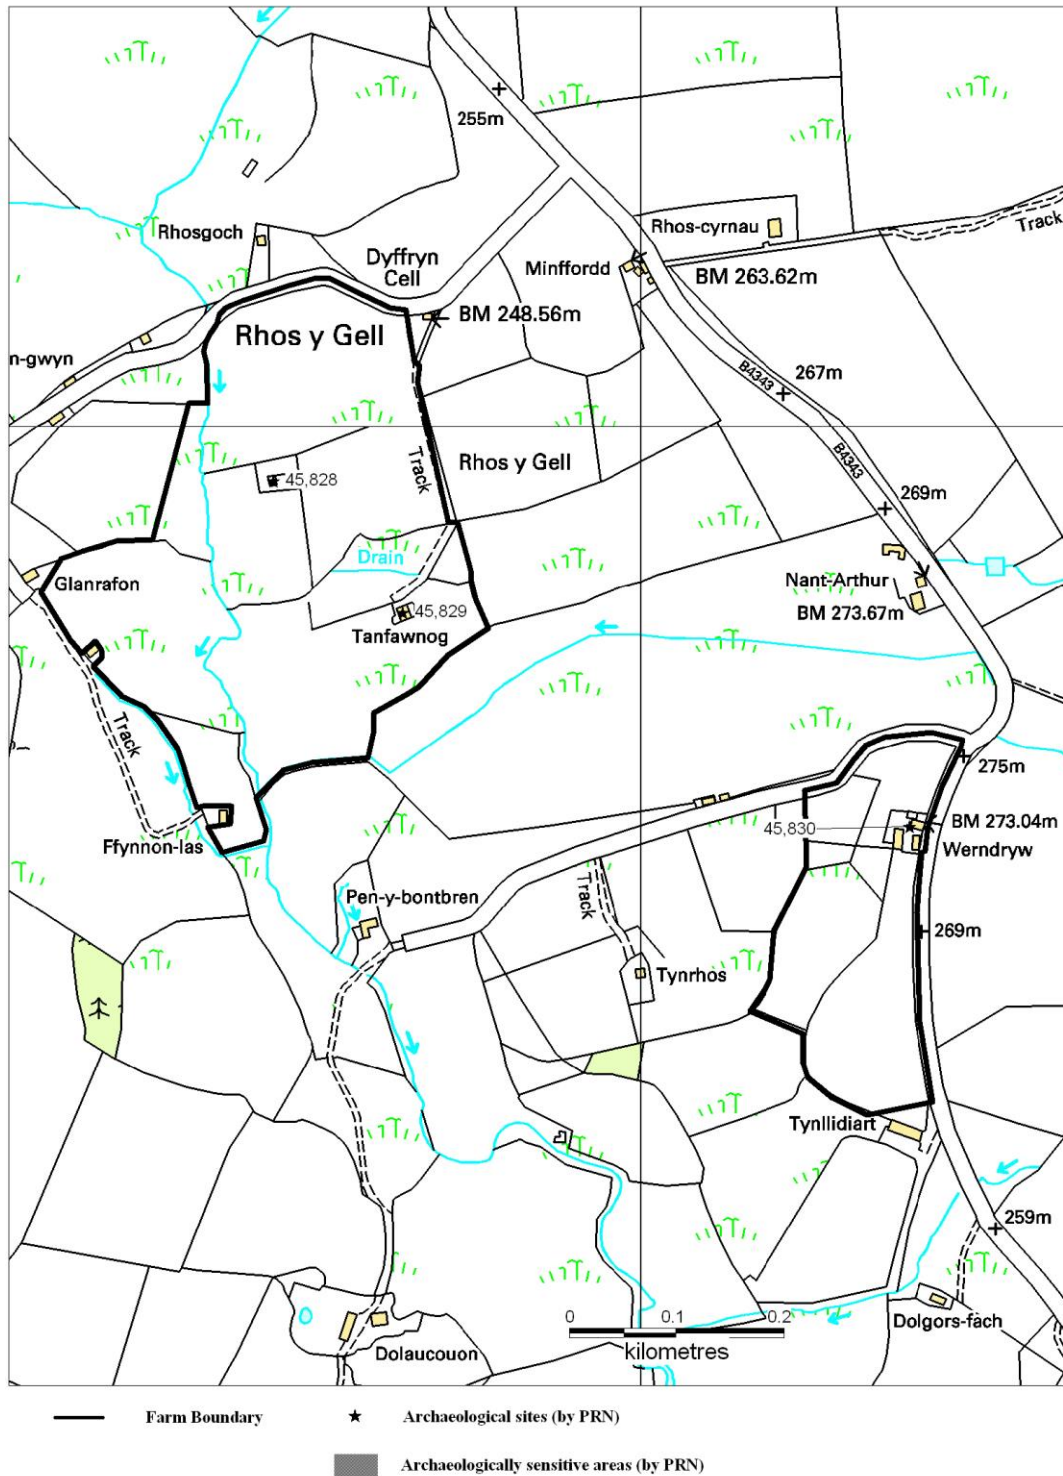 255m
Rhosgoch
Dyffryn
Cell
Rhos-cyrnau
Track
Minffordd
BM 263.62m
BM 248.56m
Rhos y Gell
n-gwyn
B4343
267m
Track
Rhos y Gell
B4343
45,828
269m
Drain
Glanrafon
Nant-Arthur
45,829
BM 273.67m
Tanfawnog
Track
275m
45,830
BM 273.04m
Ffynnon-las
Werndryw
Track
Pen-y-bontbren
269m
Tynrhos
Tynllidiart
259m
0 0.1 0.2
kilometres
Dolgors-fach
Dolaucouon
Farm Boundary
Archaeological sites (by PRN)
Archaeologically sensitive areas (by PRN)